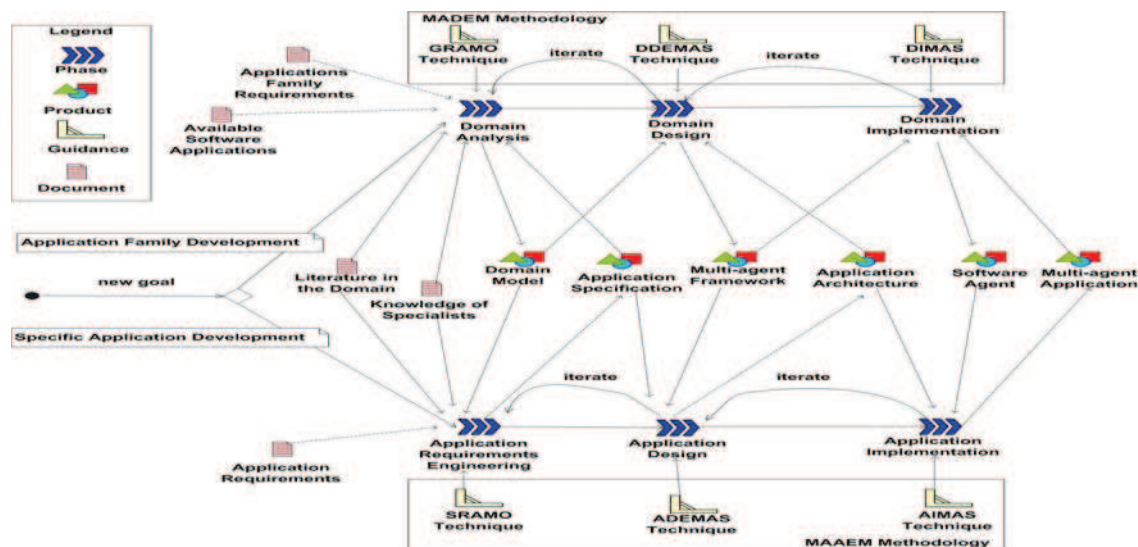 Legend
Phase
Product
Guidance
Document
MADEM Methodology
GRAMO
Technique
DDEMAS
Technique
DIMAS
Technique
iterate
iterate
Applications
Family
Requirements
Available
Software
Applications
Domain
Analysis
Domain
Design
Domain
Implementation
Application Family Development
new goal
Specific Application Development
Literature in
the Domain
Knowledge of
Specialists
Domain
Model
Application
Specification
Multi-agent
Framework
Application
Architecture
Software
Agent
Multi-agent
Application
iterate
iterate
Application
Requirements
Application
Requirements
Engineering
Application
Design
Application
Implementation
SRAMO
Technique
ADEMAS
Technique
AIMAS
Technique
MAAEM Methodology